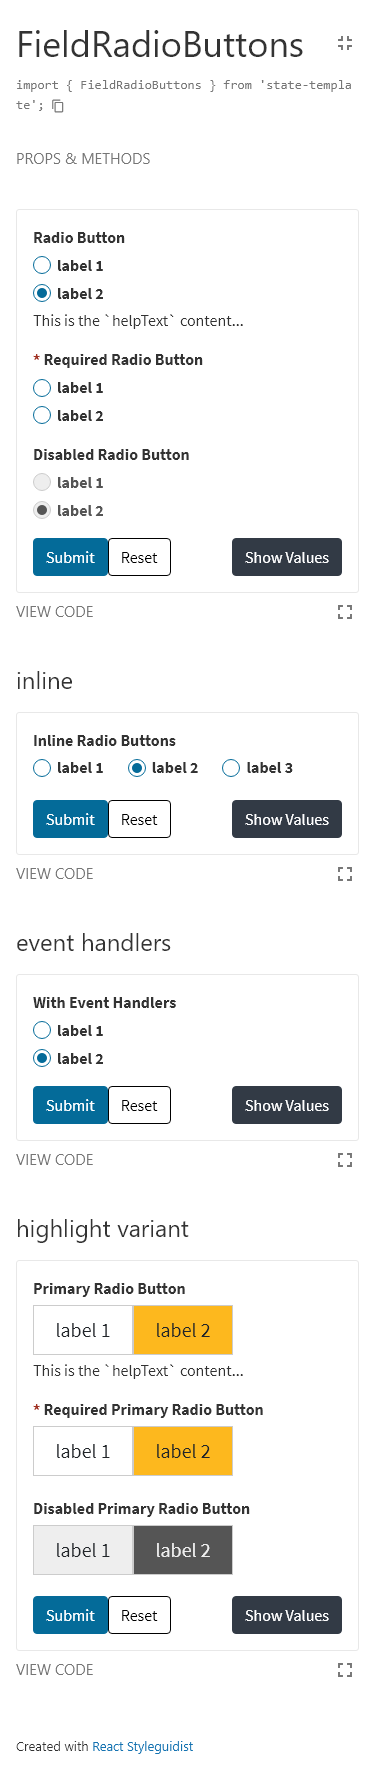 FieldRadioButtons
import { FieldRadioButtons } from 'state-templa
te';
PROPS & METHODS
Radio Button
label 1
label 2
This is the `helpText` content...
* Required Radio Button
label 1
label 2
Disabled Radio Button
label 1
label 2
Submit Reset Show Values
VIEW CODE
inline
Inline Radio Buttons
label 1 label 2 label 3
Submit Reset Show Values
VIEW CODE
event handlers
With Event Handlers
label 1
label 2
Submit Reset Show Values
VIEW CODE
highlight variant
Primary Radio Button
label 1 label 2
This is the `helpText` content...
* Required Primary Radio Button
label 1 label 2
Disabled Primary Radio Button
label 1 label 2
Submit Reset Show Values
VIEW CODE
Created with React Styleguidist